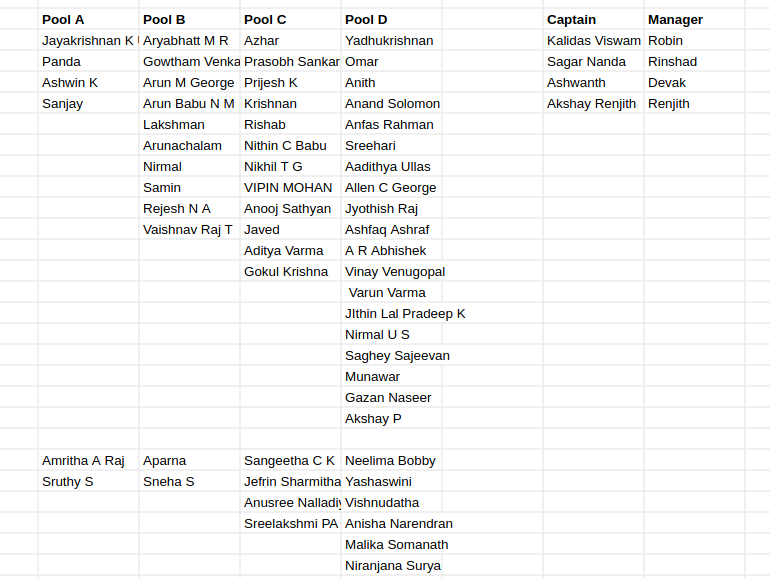 Pool A Pool B Pool C Pool D Captain Manager
Jayakrishnan K Aryabhatt M R Azhar Yadhukrishnan Kalidas Viswam Robin
Panda Gowtham Venka Prasobh Sankar Omar Sagar Nanda Rinshad
Ashwin K Arun M George Prijesh K Anith Ashwanth Devak
Sanjay Arun Babu N M Krishnan Anand Solomon Akshay Renjith Renjith
Lakshman Rishab Anfas Rahman
Arunachalam Nithin C Babu Sreehari
Nirmal Nikhil T G Aadithya Ullas
Samin VIPIN MOHAN Allen C George
Rejesh N A Anooj Sathyan Jyothish Raj
Vaishnav Raj T Javed Ashfaq Ashraf
Aditya Varma A R Abhishek
Gokul Krishna Vinay Venugopal
Varun Varma
JIthin Lal Pradeep K
Nirmal U S
Saghey Sajeevan
Munawar
Gazan Naseer
Akshay P
Amritha A Raj Aparna Sangeetha C K Neelima Bobby
Sruthy S Sneha S Jefrin Sharmitha Yashaswini
Anusree Nalladiy Vishnudatha
Sreelakshmi PA Anisha Narendran
Malika Somanath
Niranjana Surya